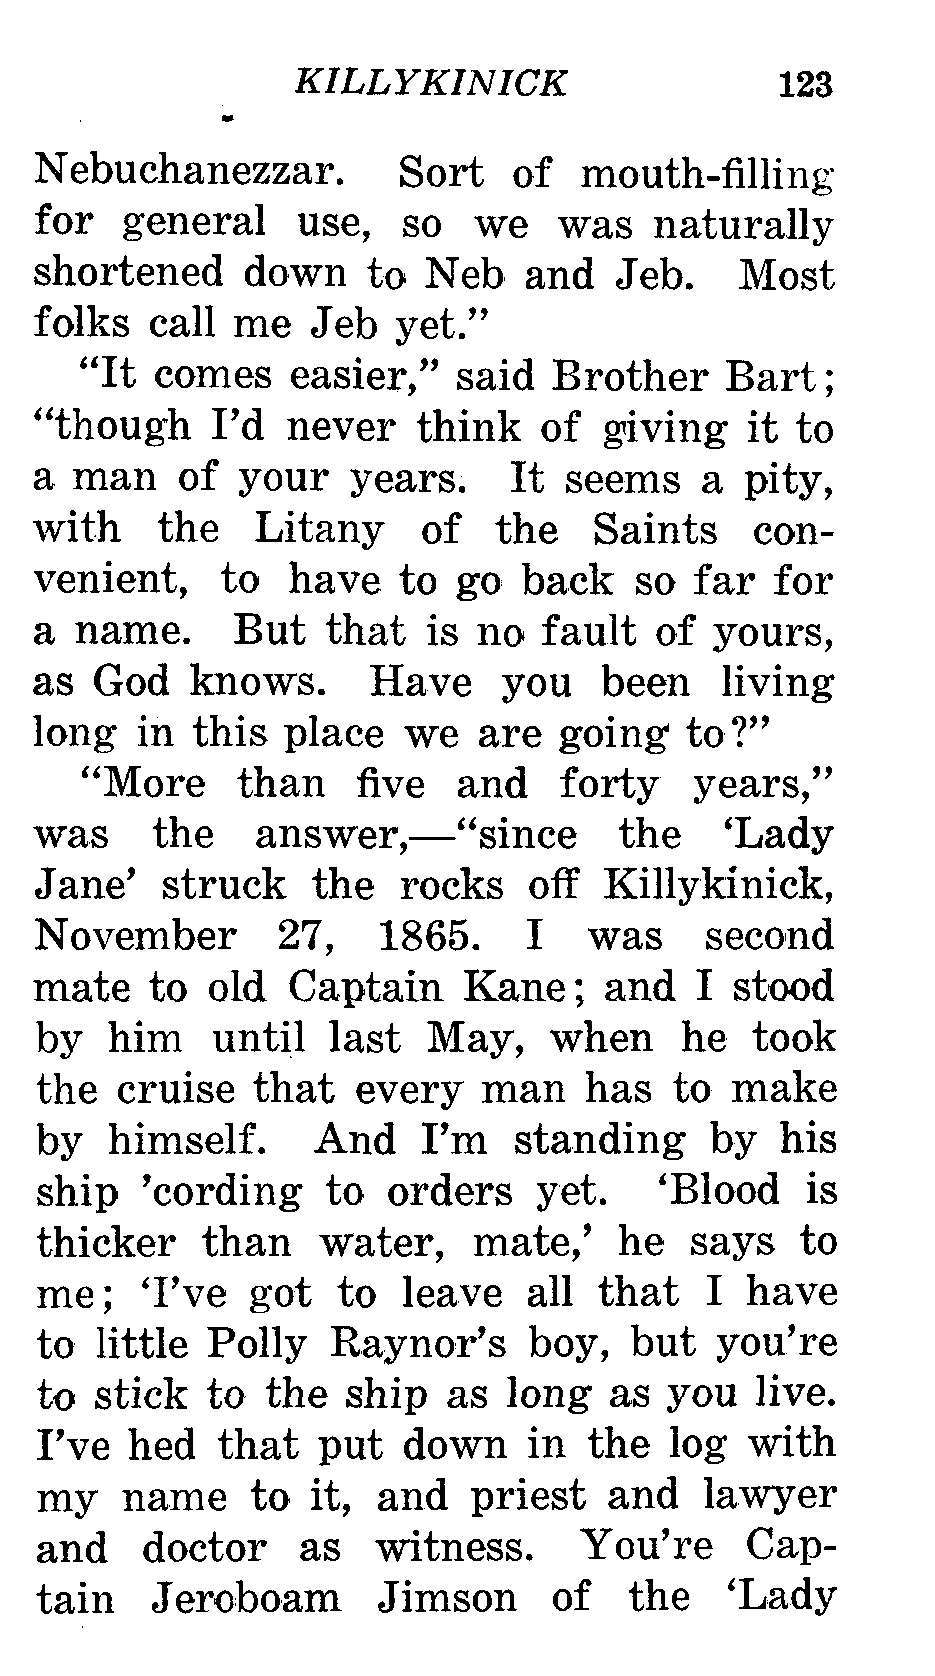 KILLYKINICK 123
Nebuchanezzar. Sort of mouth-filling
for general use, so we was naturally
shortened down to Neb and Jeb. Most
folks call me Jeb yet.”
“It comes easier,” said Brother Bart;
“though I’d never think of giving it to
a man of your years. It seems a pity,
with the Litany of the Saints con-
venient, to have to go back so far for
a name. But that is no fault of yours,
as God knows. Have you been living
long in this place we are going to?”
“More than five and forty years,”
was the answer,—“since the ‘Lady
Jane’ struck the rocks off Killykinick,
November 27, 1865. I was second
mate to old Captain Kane; and I stood
by him until last May, when he took
the cruise that every man has to make
by himself. And I’m standing by his
ship ’cording to orders yet. ‘Blood is
thicker than water, mate,’ he says to
me; ‘I’ve got to leave all that I have
to little Polly Raynor’s boy, but you’re
to stick to the ship as long as you live.
I’ve hed that put down in the log with
my name to it, and priest and lawyer
and doctor as witness. You’re Cap-
tain Jeroboam Jimson of the ‘Lady